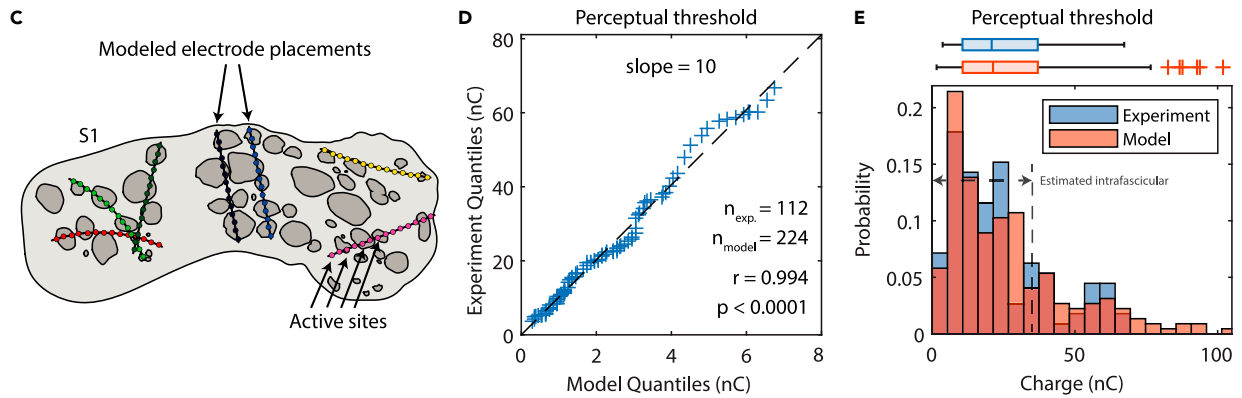 C
Modeled electrode placements
S1
Active sites
D
Perceptual threshold
80
60
40
20
0
0 2 4 6 8
Experiment Quantiles (nC)
Model Quantiles (nC)
slope = 10
n_exp. = 112
n_model = 224
r = 0.994
p < 0.0001
E
Perceptual threshold
0.2
0.15
0.1
0.05
0
0 50 100
Probability
Charge (nC)
Experiment
Model
Estimated intrafascicular